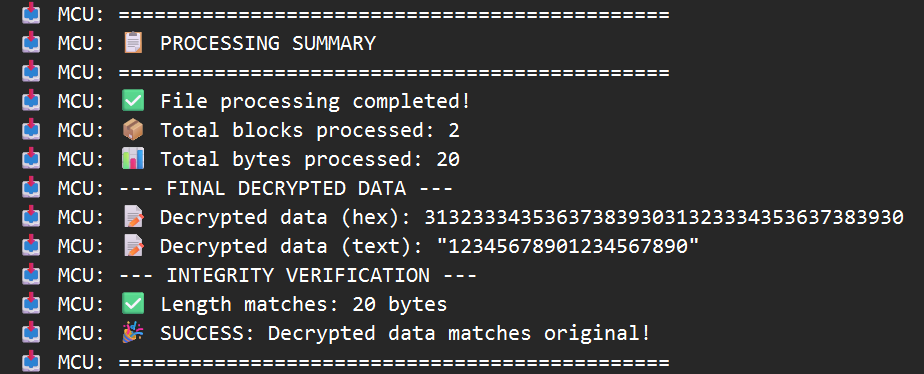 📥 MCU: ==============================================
📥 MCU: 📋 PROCESSING SUMMARY
📥 MCU: ==============================================
📥 MCU: ✅ File processing completed!
📥 MCU: 📦 Total blocks processed: 2
📥 MCU: 📊 Total bytes processed: 20
📥 MCU: --- FINAL DECRYPTED DATA ---
📥 MCU: 📝 Decrypted data (hex): 3132333435363738393031323334353637383930
📥 MCU: 📝 Decrypted data (text): "12345678901234567890"
📥 MCU: --- INTEGRITY VERIFICATION ---
📥 MCU: ✅ Length matches: 20 bytes
📥 MCU: 🎉 SUCCESS: Decrypted data matches original!
📥 MCU: ==============================================